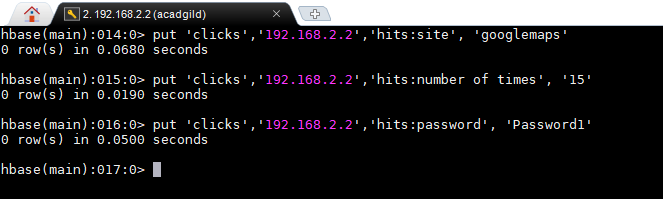 2. 192.168.2.2 (acadgild)
hbase(main):014:0> put 'clicks','192.168.2.2','hits:site', 'googlemaps'
0 row(s) in 0.0680 seconds
hbase(main):015:0> put 'clicks','192.168.2.2','hits:number of times', '15'
0 row(s) in 0.0190 seconds
hbase(main):016:0> put 'clicks','192.168.2.2','hits:password', 'Password1'
0 row(s) in 0.0500 seconds
hbase(main):017:0>